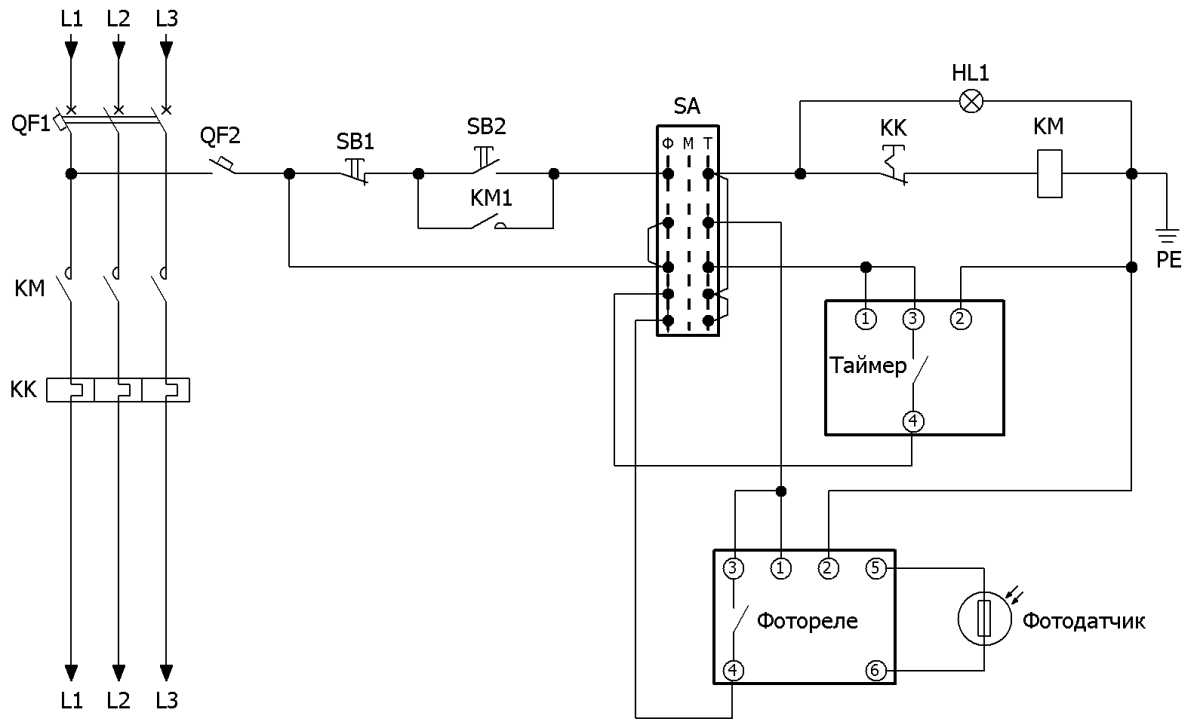 L1 L2 L3
HL1
SA
QF1
QF2
SB1
SB2
KK
KM
Ф М Т
KM1
PE
KM
1 3 2
Таймер
KK
4
3 1 2 5
Фотореле
Фотодатчик
4 6
L1 L2 L3